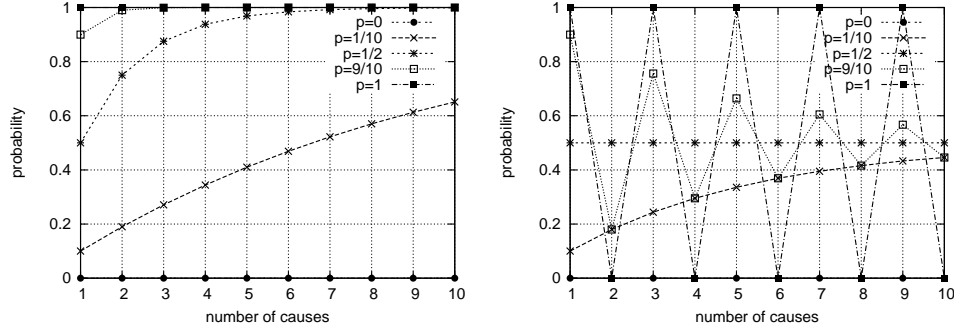 1
0.8
0.6
0.4
0.2
0
probability
1 2 3 4 5 6 7 8 9 10
number of causes
p=0
p=1/10
p=1/2
p=9/10
p=1
1
0.8
0.6
0.4
0.2
0
probability
1 2 3 4 5 6 7 8 9 10
number of causes
p=0
p=1/10
p=1/2
p=9/10
p=1